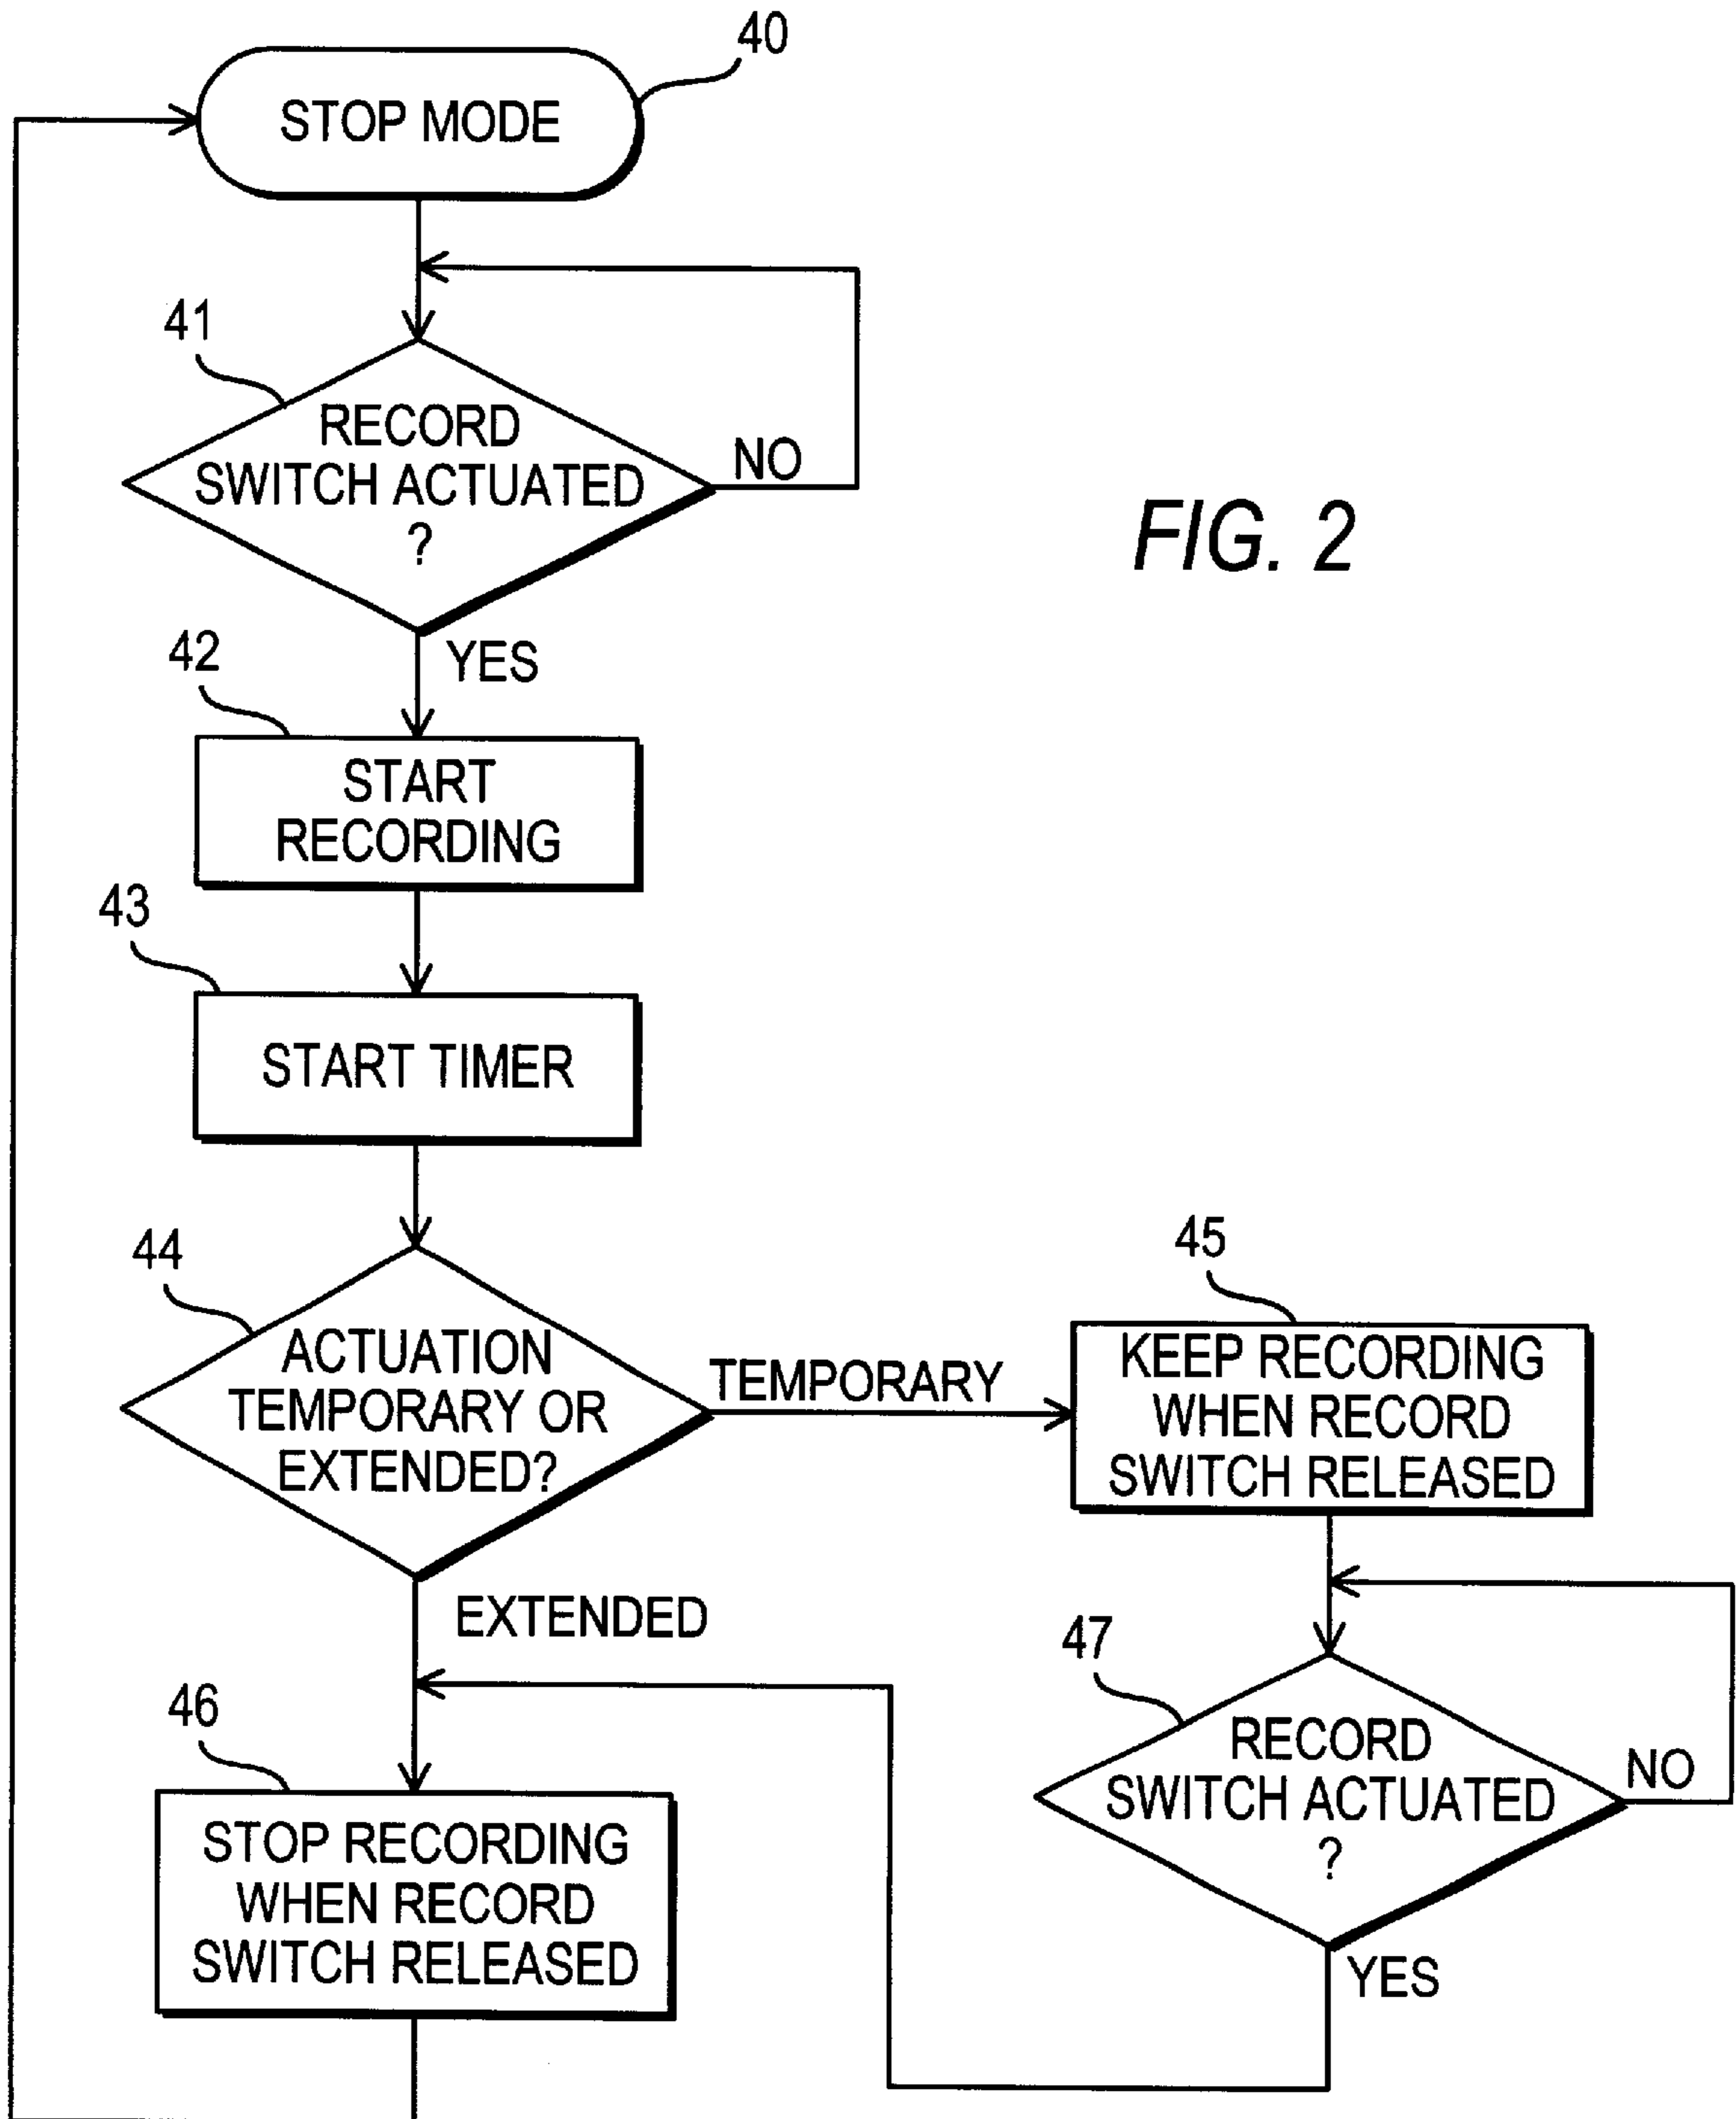 40
STOP MODE
41
RECORD
SWITCH ACTUATED
?
NO
FIG. 2
YES
42
START
RECORDING
43
START TIMER
44
ACTUATION
TEMPORARY OR
EXTENDED?
TEMPORARY
45
KEEP RECORDING
WHEN RECORD
SWITCH RELEASED
EXTENDED
47
RECORD
SWITCH ACTUATED
?
NO
YES
46
STOP RECORDING
WHEN RECORD
SWITCH RELEASED